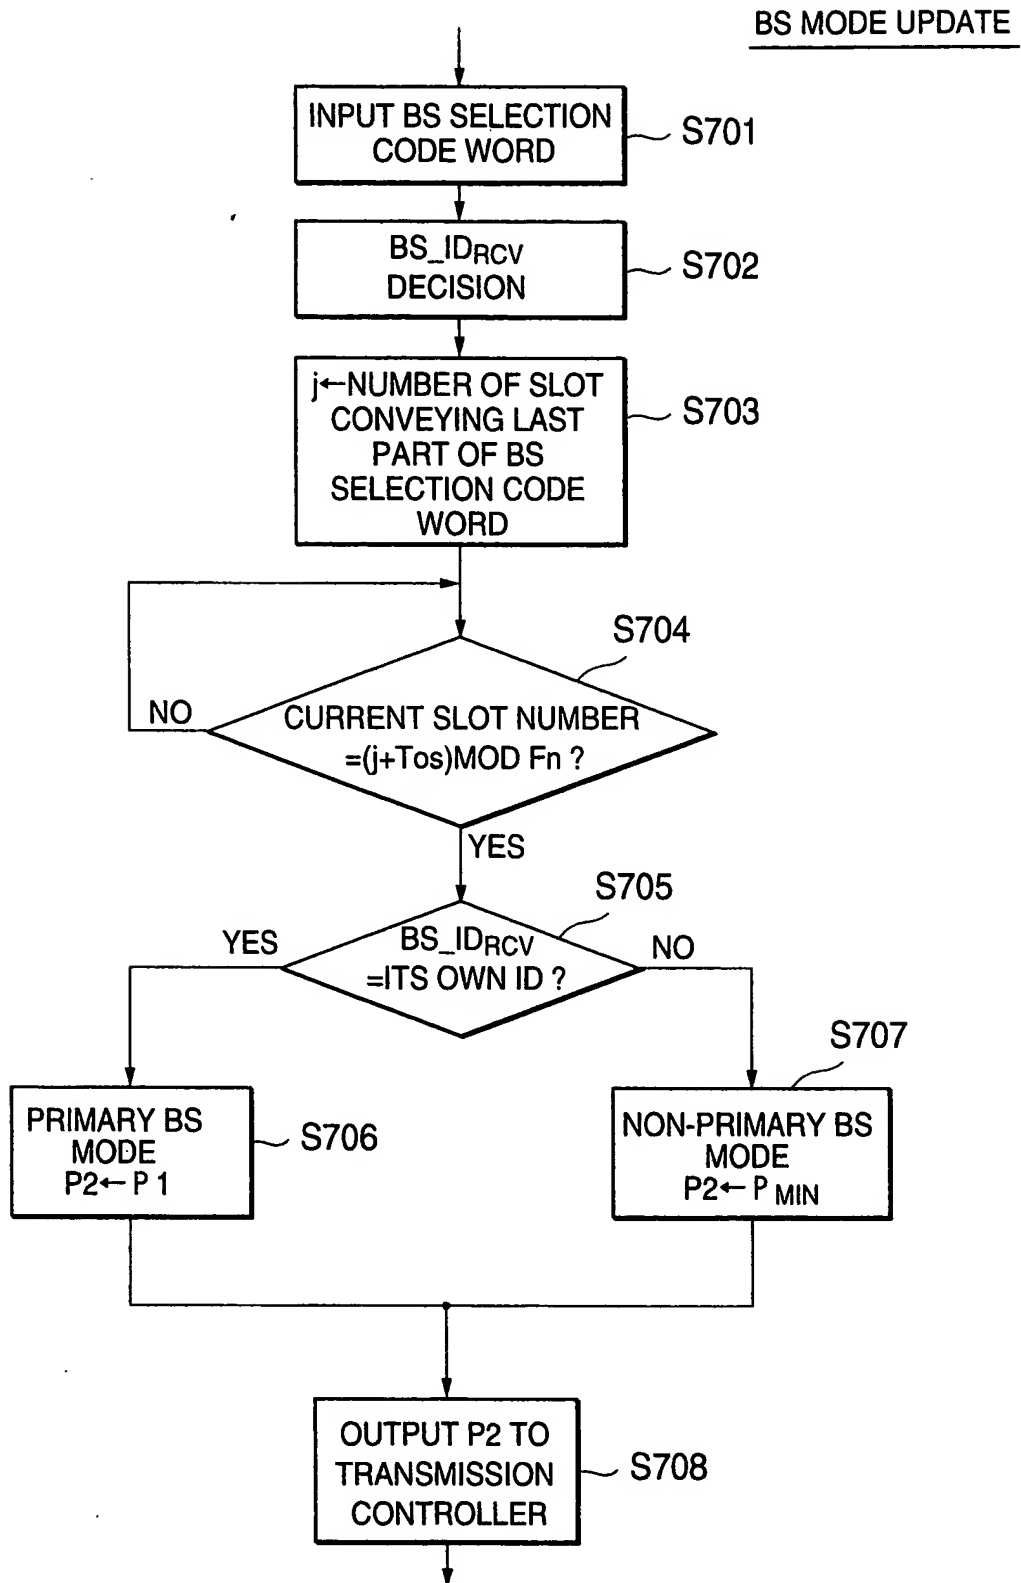 BS MODE UPDATE
INPUT BS SELECTION
CODE WORD
S701
BS_IDRCV
DECISION
S702
j←NUMBER OF SLOT
CONVEYING LAST
PART OF BS
SELECTION CODE
WORD
S703
S704
NO
CURRENT SLOT NUMBER
=(j+Tos)MOD Fn ?
YES
S705
YES
BS_IDRCV
=ITS OWN ID ?
NO
S707
PRIMARY BS
MODE
P2← P 1
S706
NON-PRIMARY BS
MODE
P2← P MIN
OUTPUT P2 TO
TRANSMISSION
CONTROLLER
S708